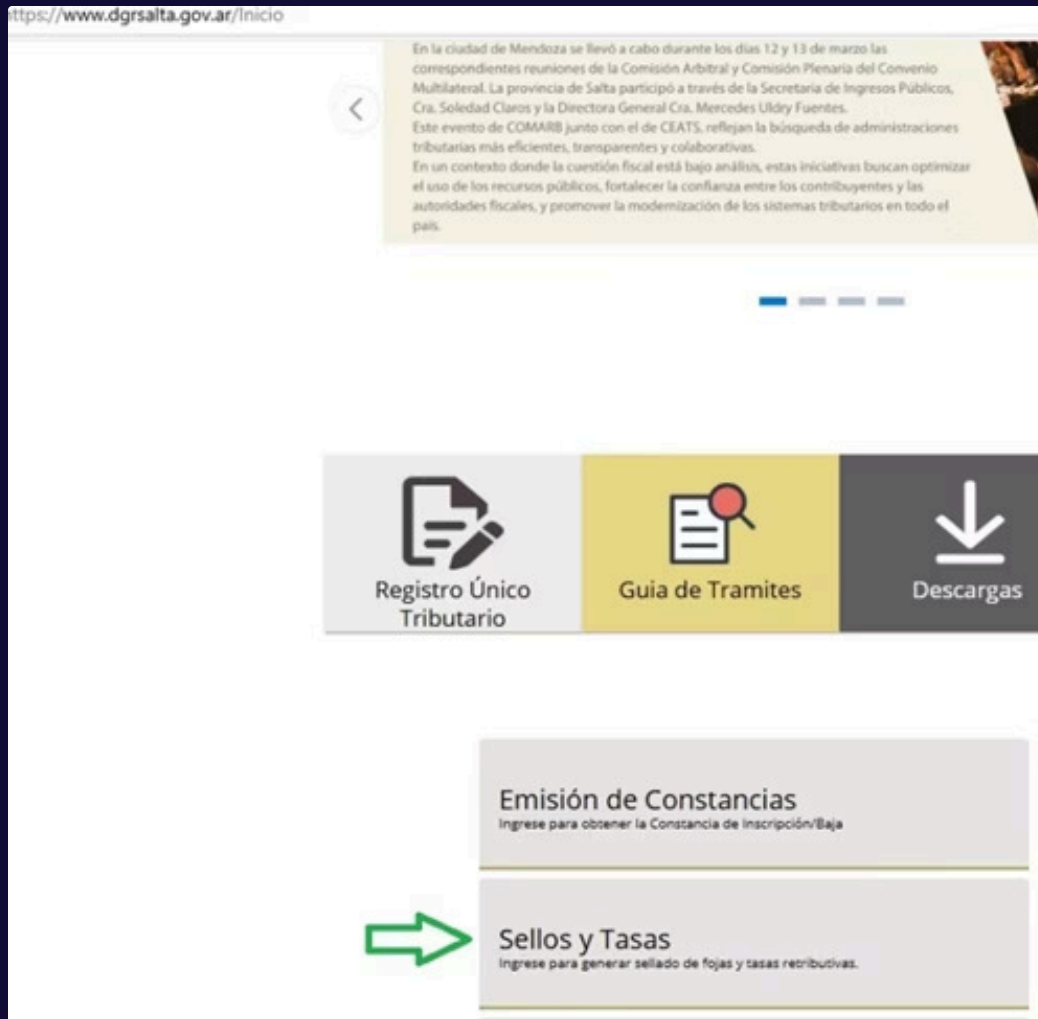 ttps://www.dgrsalta.gov.ar/Inicio
En la ciudad de Mendoza se llevó a cabo durante los días 12 y 13 de marzo las
correspondientes reuniones de la Comisión Arbitral y Comisión Plenaria del Convenio
Multilateral. La provincia de Salta participó a través de la Secretaria de Ingresos Públicos,
Cra. Soledad Claros y la Directora General Cra. Mercedes Uldry Fuentes.
Este evento de COMARB junto con el de CEATS, reflejan la búsqueda de administraciones
tributarias más eficientes, transparentes y colaborativas.
En un contexto donde la cuestión fiscal está bajo análisis, estas iniciativas buscan optimizar
el uso de los recursos públicos, fortalecer la confianza entre los contribuyentes y las
autoridades fiscales, y promover la modernización de los sistemas tributarios en todo el
país.
Registro Único
Tributario
Guia de Tramites
Descargas
Emisión de Constancias
Ingrese para obtener la Constancia de Inscripción/Baja
Sellos y Tasas
Ingrese para generar sellado de fojas y tasas retributivas.